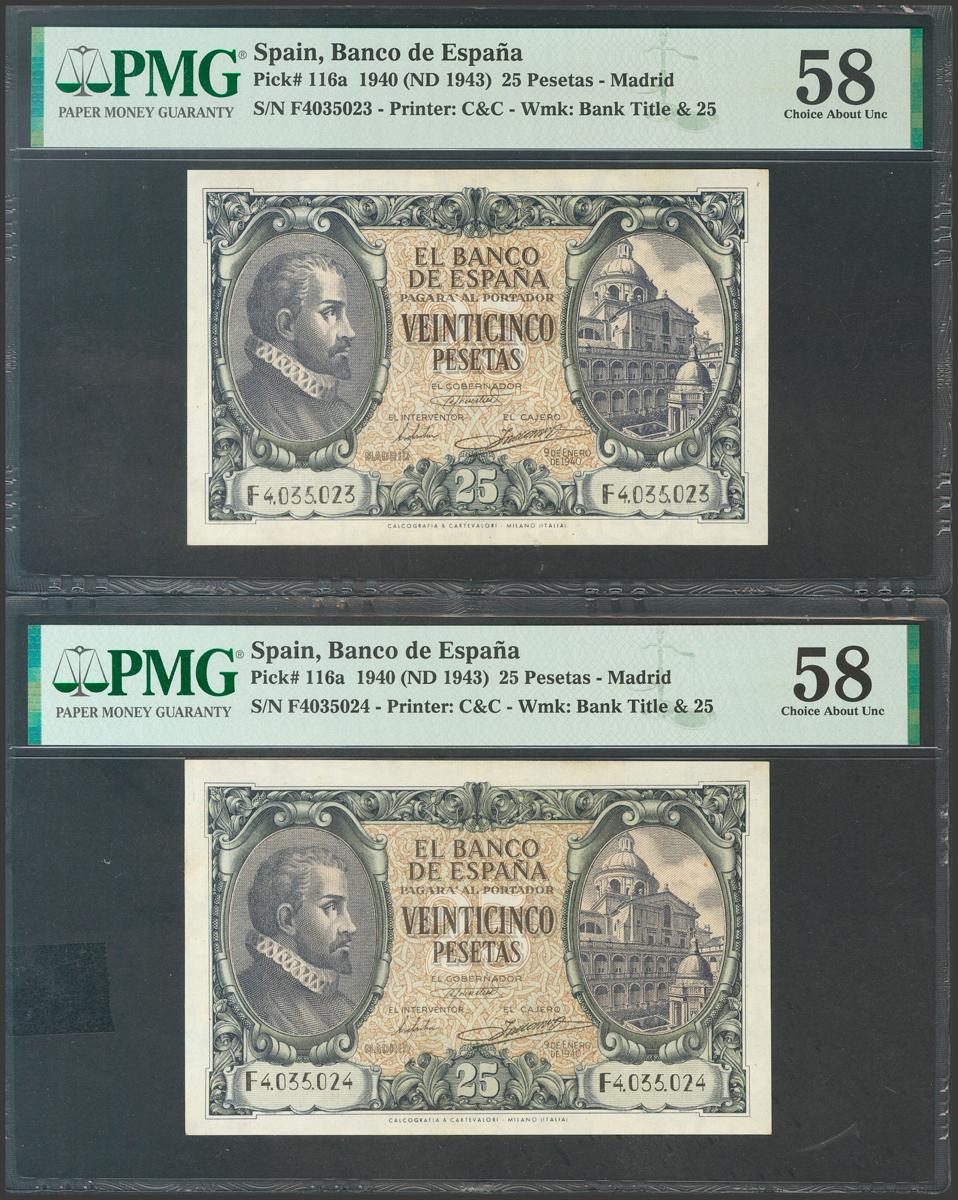 PMG®
PAPER MONEY GUARANTY
Spain, Banco de España
Pick# 116a 1940 (ND 1943) 25 Pesetas - Madrid
S/N F4035023 - Printer: C&C - Wmk: Bank Title & 25
58
Choice About Unc
EL BANCO
DE ESPAÑA
PAGARA' AL PORTADOR
25
VEINTICINCO
PESETAS
EL GOBERNADOR
EL INTERVENTOR EL CAJERO
MADRID 9 DE ENERO
DE 1940
F4.035.023 25 F4.035.023
CALCOGRAFIA & CARTEVALORI - MILANO (ITALIA)
PMG®
PAPER MONEY GUARANTY
Spain, Banco de España
Pick# 116a 1940 (ND 1943) 25 Pesetas - Madrid
S/N F4035024 - Printer: C&C - Wmk: Bank Title & 25
58
Choice About Unc
EL BANCO
DE ESPAÑA
PAGARA' AL PORTADOR
25
VEINTICINCO
PESETAS
EL GOBERNADOR
EL INTERVENTOR EL CAJERO
MADRID 9 DE ENERO
DE 1940
F4.035.024 25 F4.035.024
CALCOGRAFIA & CARTEVALORI - MILANO (ITALIA)